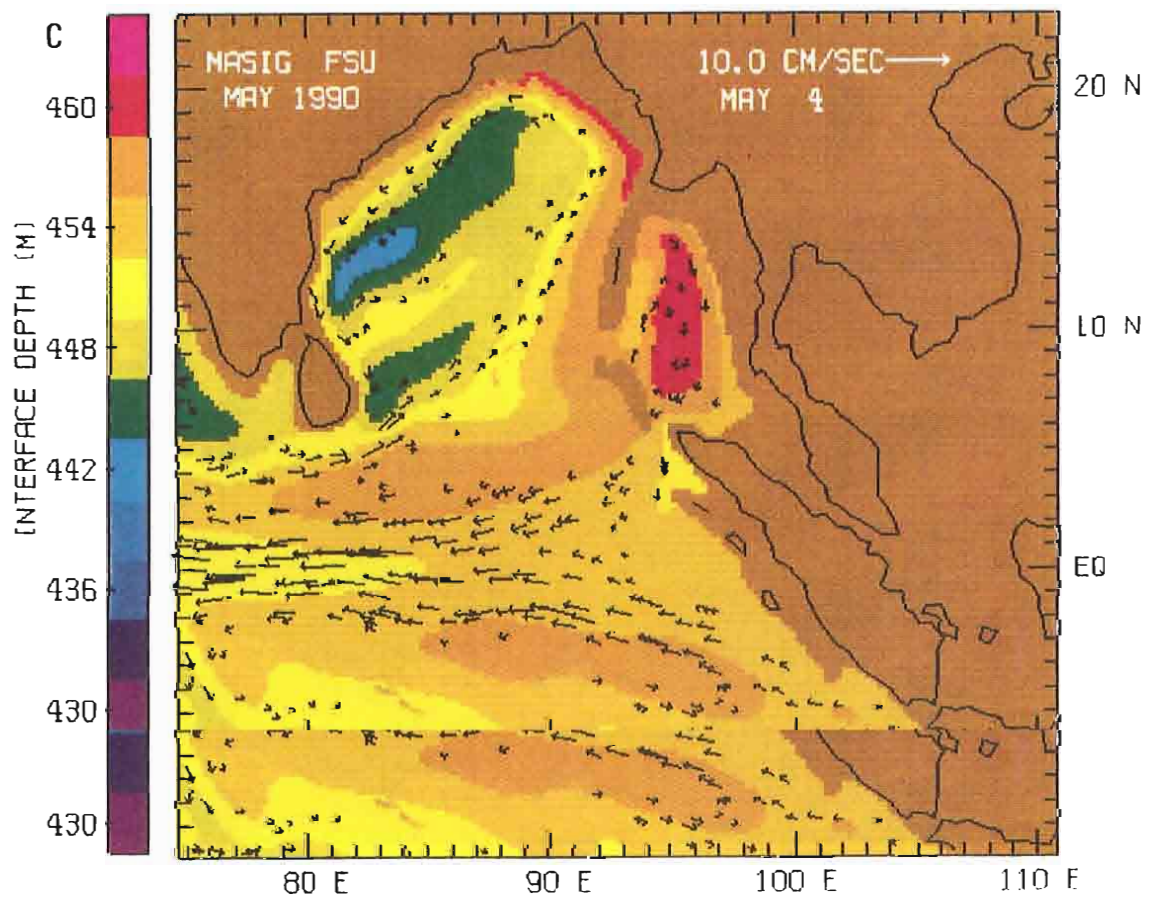 C
MASIG FSU
MAY 1990
10.0 CM/SEC
MAY 4
460
454
448
442
436
430
430
INTERFACE DEPTH (M)
20 N
10 N
EQ
80 E
90 E
100 E
110 E